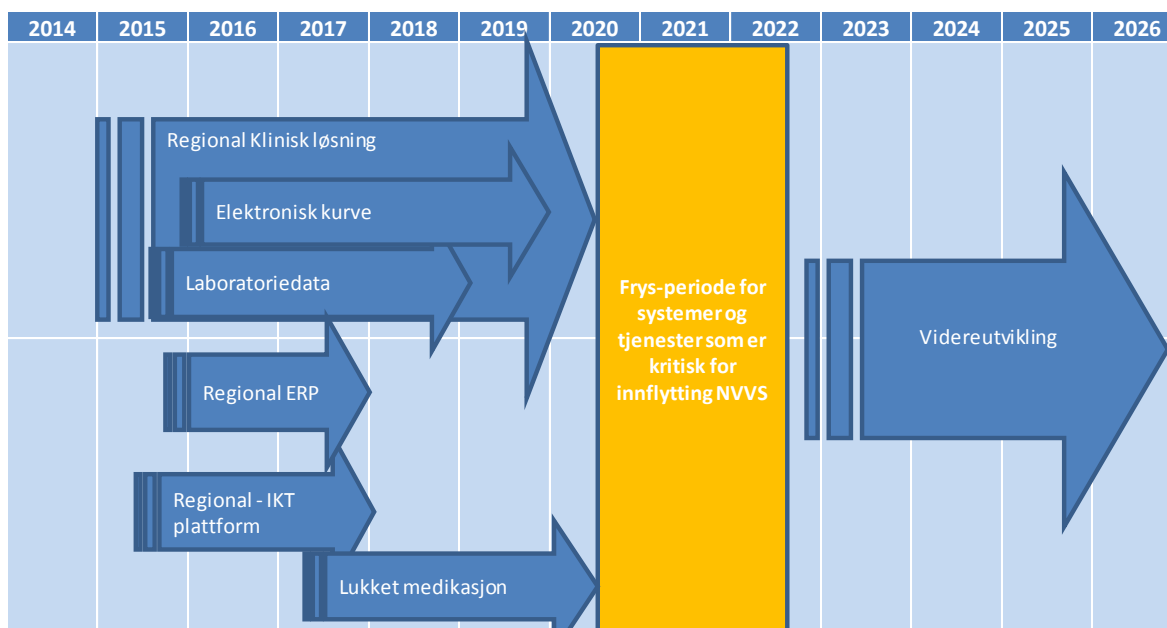 2014 2015 2016 2017 2018 2019 2020 2021 2022 2023 2024 2025 2026
Regional Klinisk løsning
Elektronisk kurve
Laboratoriedata
Regional ERP
Regional - IKT
plattform
Lukket medikasjon
Frys-periode for
systemer og
tjenester som er
kritisk for
innflytting NVVS
Videreutvikling